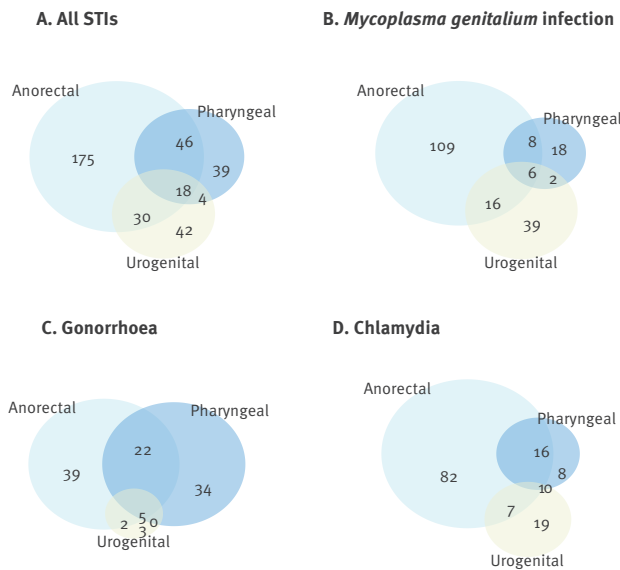 A. All STIs
Anorectal
Pharyngeal
175
46
39
18
4
30
42
Urogenital
B. Mycoplasma genitalium infection
Anorectal
Pharyngeal
109
8
18
6
2
16
39
Urogenital
C. Gonorrhoea
Anorectal
Pharyngeal
39
22
34
5
0
2
3
Urogenital
D. Chlamydia
Anorectal
Pharyngeal
82
16
8
10
7
19
Urogenital